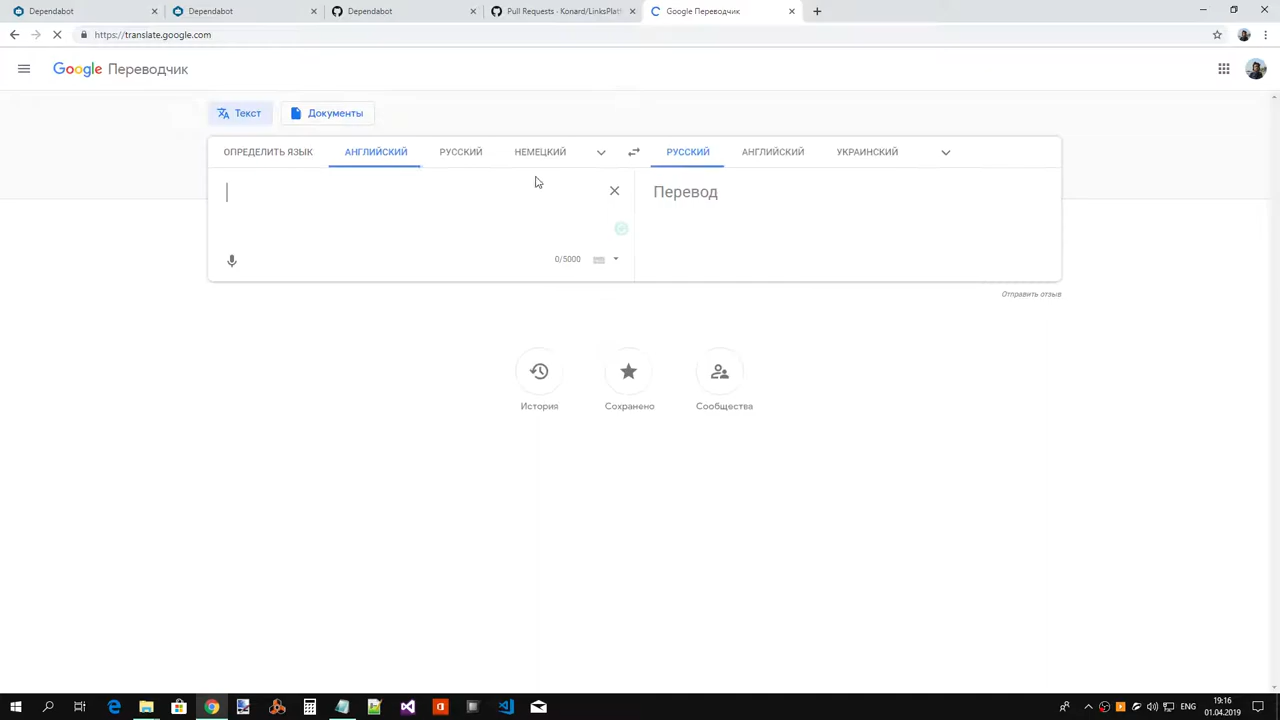 Dependabot
Dependabot
Dependabot
Pull Requests · Konard/LinksPlat
Google Переводчик
https://translate.google.com
Google Переводчик
Текст
Документы
ОПРЕДЕЛИТЬ ЯЗЫК
АНГЛИЙСКИЙ
РУССКИЙ
НЕМЕЦКИЙ
РУССКИЙ
АНГЛИЙСКИЙ
УКРАИНСКИЙ
Перевод
0/5000
Отправить отзыв
История
Сохранено
Сообщества
ENG
19:16
01.04.2019